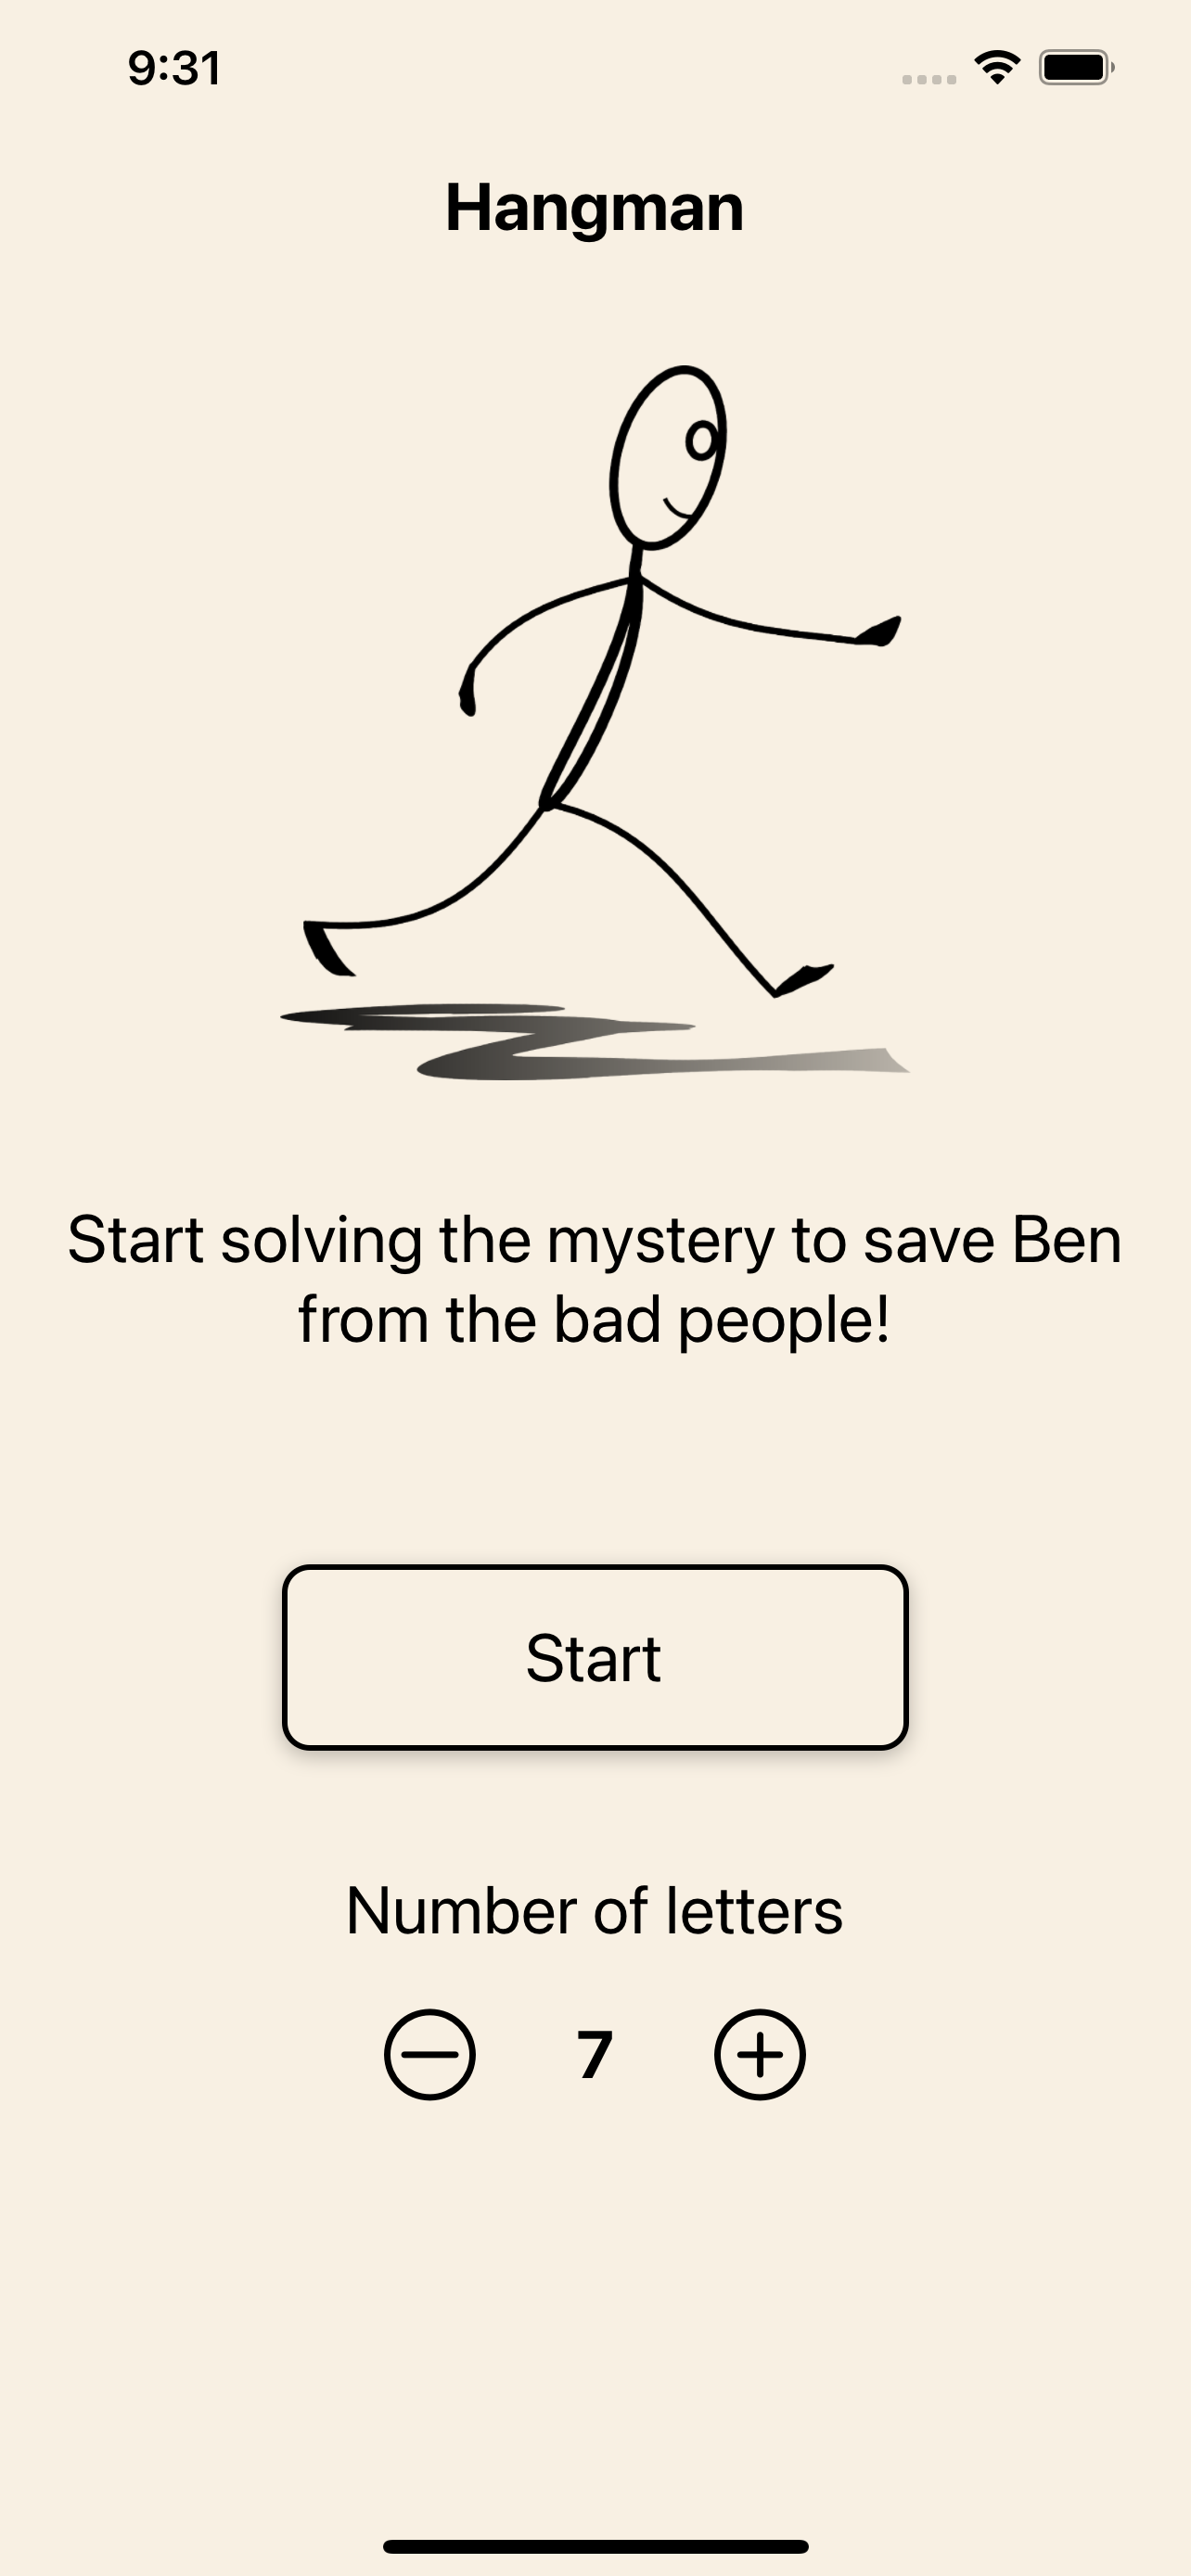 9:31
Hangman
Start solving the mystery to save Ben
from the bad people!
Start
Number of letters
7